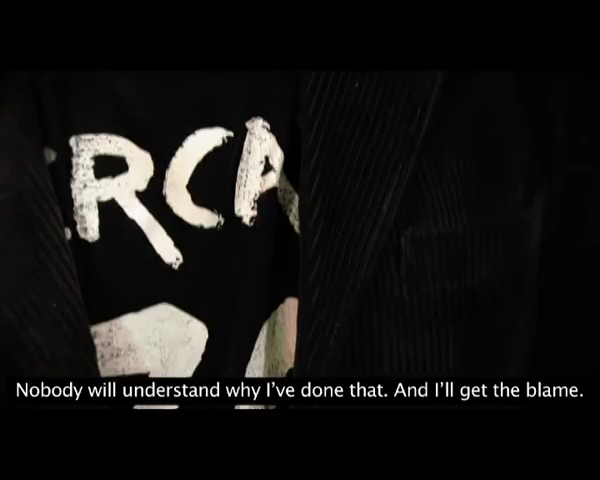 RCA
Nobody will understand why I've done that. And I'll get the blame.